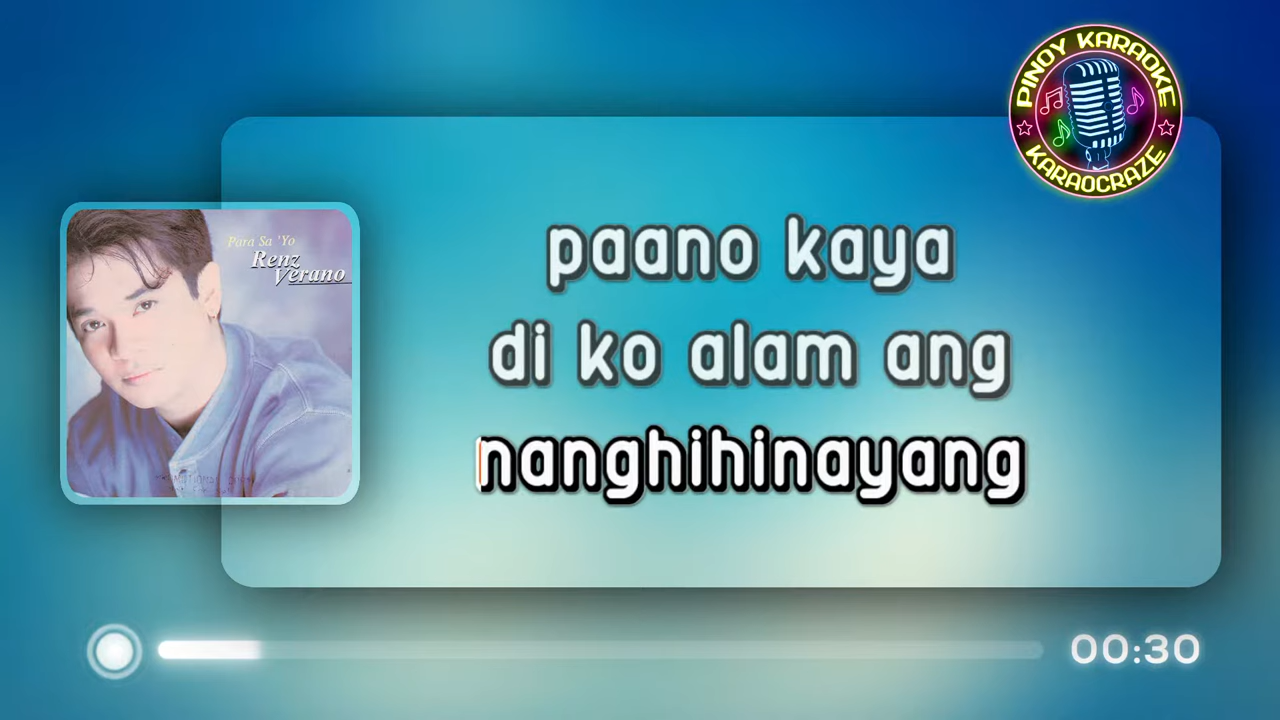 PINOY KARAOKE
KARAOCRAZE
Para Sa 'Yo
Renz
Verano
paano kaya
di ko alam ang
nanghihinayang
00:30